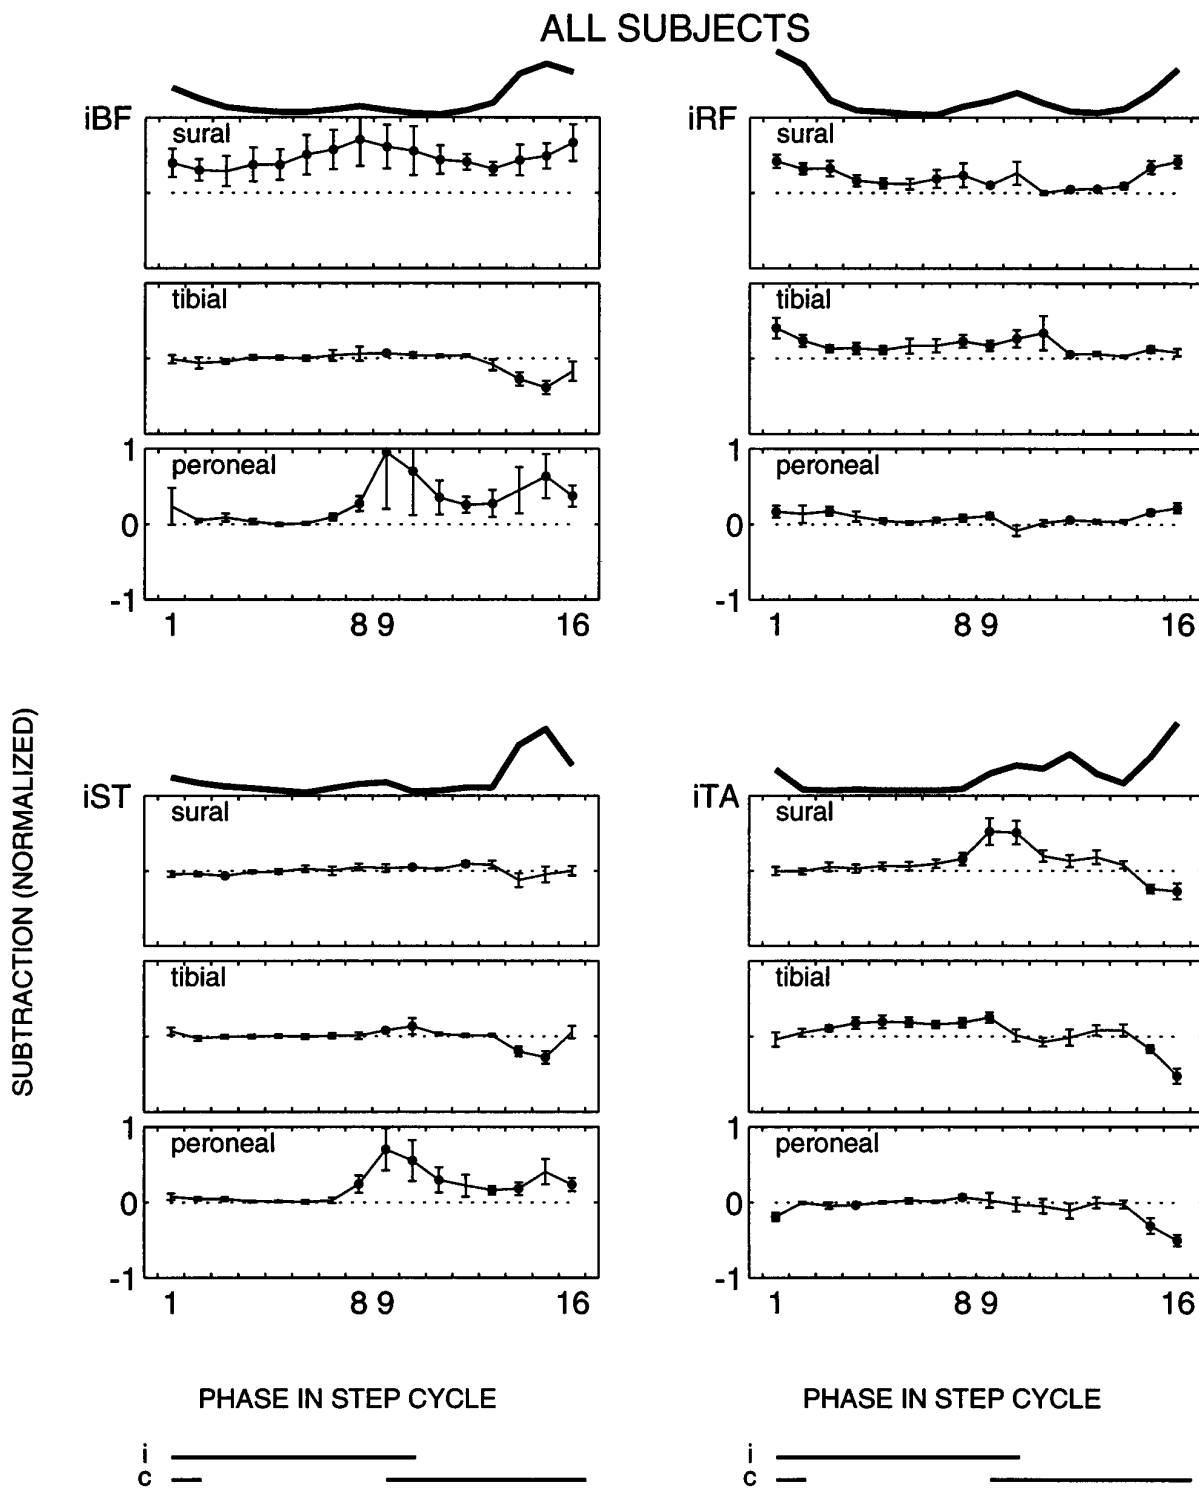 ALL SUBJECTS
iBF
sural
tibial
peroneal
1
0
-1
1 8 9 16
iRF
sural
tibial
peroneal
1
0
-1
1 8 9 16
SUBTRACTION (NORMALIZED)
iST
sural
tibial
peroneal
1
0
-1
1 8 9 16
iTA
sural
tibial
peroneal
1
0
-1
1 8 9 16
PHASE IN STEP CYCLE
PHASE IN STEP CYCLE
i
c
i
c